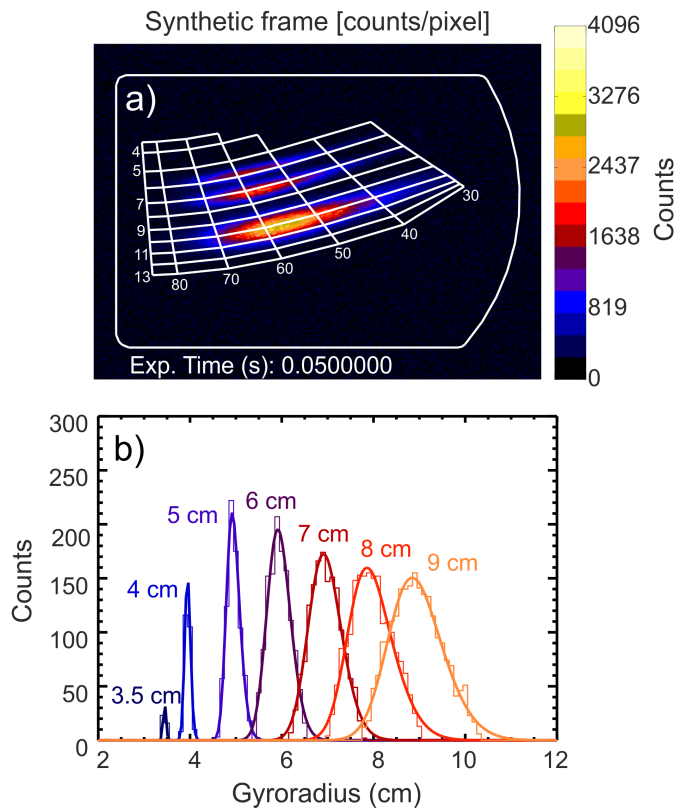 Synthetic frame [counts/pixel]
a)
4
5
7
9
11
13
80
70
60
50
40
30
Exp. Time (s): 0.0500000
4096
3276
2437
1638
819
0
Counts
b)
300
250
200
150
100
50
0
Counts
3.5 cm
4 cm
5 cm
6 cm
7 cm
8 cm
9 cm
2 4 6 8 10 12
Gyroradius (cm)